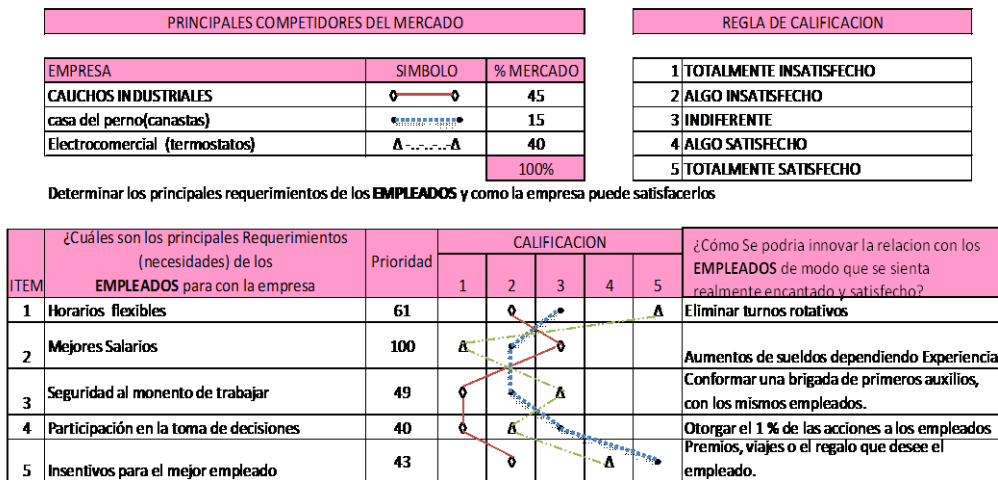 PRINCIPALES COMPETIDORES DEL MERCADO
REGLA DE CALIFICACION
EMPRESA SIMBOLO % MERCADO
CAUCHOS INDUSTRIALES 45
casa del perno(canastas) 15
Electrocomercial (termostatos) 40
100%
1 TOTALMENTE INSATISFECHO
2 ALGO INSATISFECHO
3 INDIFERENTE
4 ALGO SATISFECHO
5 TOTALMENTE SATISFECHO
Determinar los principales requerimientos de los EMPLEADOS y como la empresa puede satisfacerlos
ITEM
¿Cuáles son los principales Requerimientos
(necesidades) de los
EMPLEADOS para con la empresa
Prioridad
CALIFICACION
1 2 3 4 5
¿Cómo Se podria innovar la relacion con los
EMPLEADOS de modo que se sienta
realmente encantado y satisfecho?
1 Horarios flexibles 61 Eliminar turnos rotativos
2 Mejores Salarios 100 Aumentos de sueldos dependiendo Experiencia
3 Seguridad al monento de trabajar 49 Conformar una brigada de primeros auxilios,
con los mismos empleados.
4 Participación en la toma de decisiones 40 Otorgar el 1 % de las acciones a los empleados
5 Insentivos para el mejor empleado 43 Premios, viajes o el regalo que desee el
empleado.